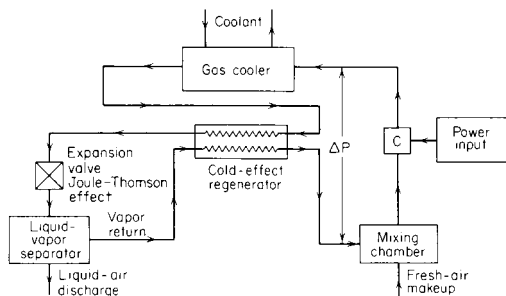 Coolant
Gas cooler
ΔP
C
Power
input
Expansion
valve
Joule-Thomson
effect
Cold-effect
regenerator
Vapor
return
Liquid-
vapor
separator
Mixing
chamber
Liquid-air
discharge
Fresh-air
makeup